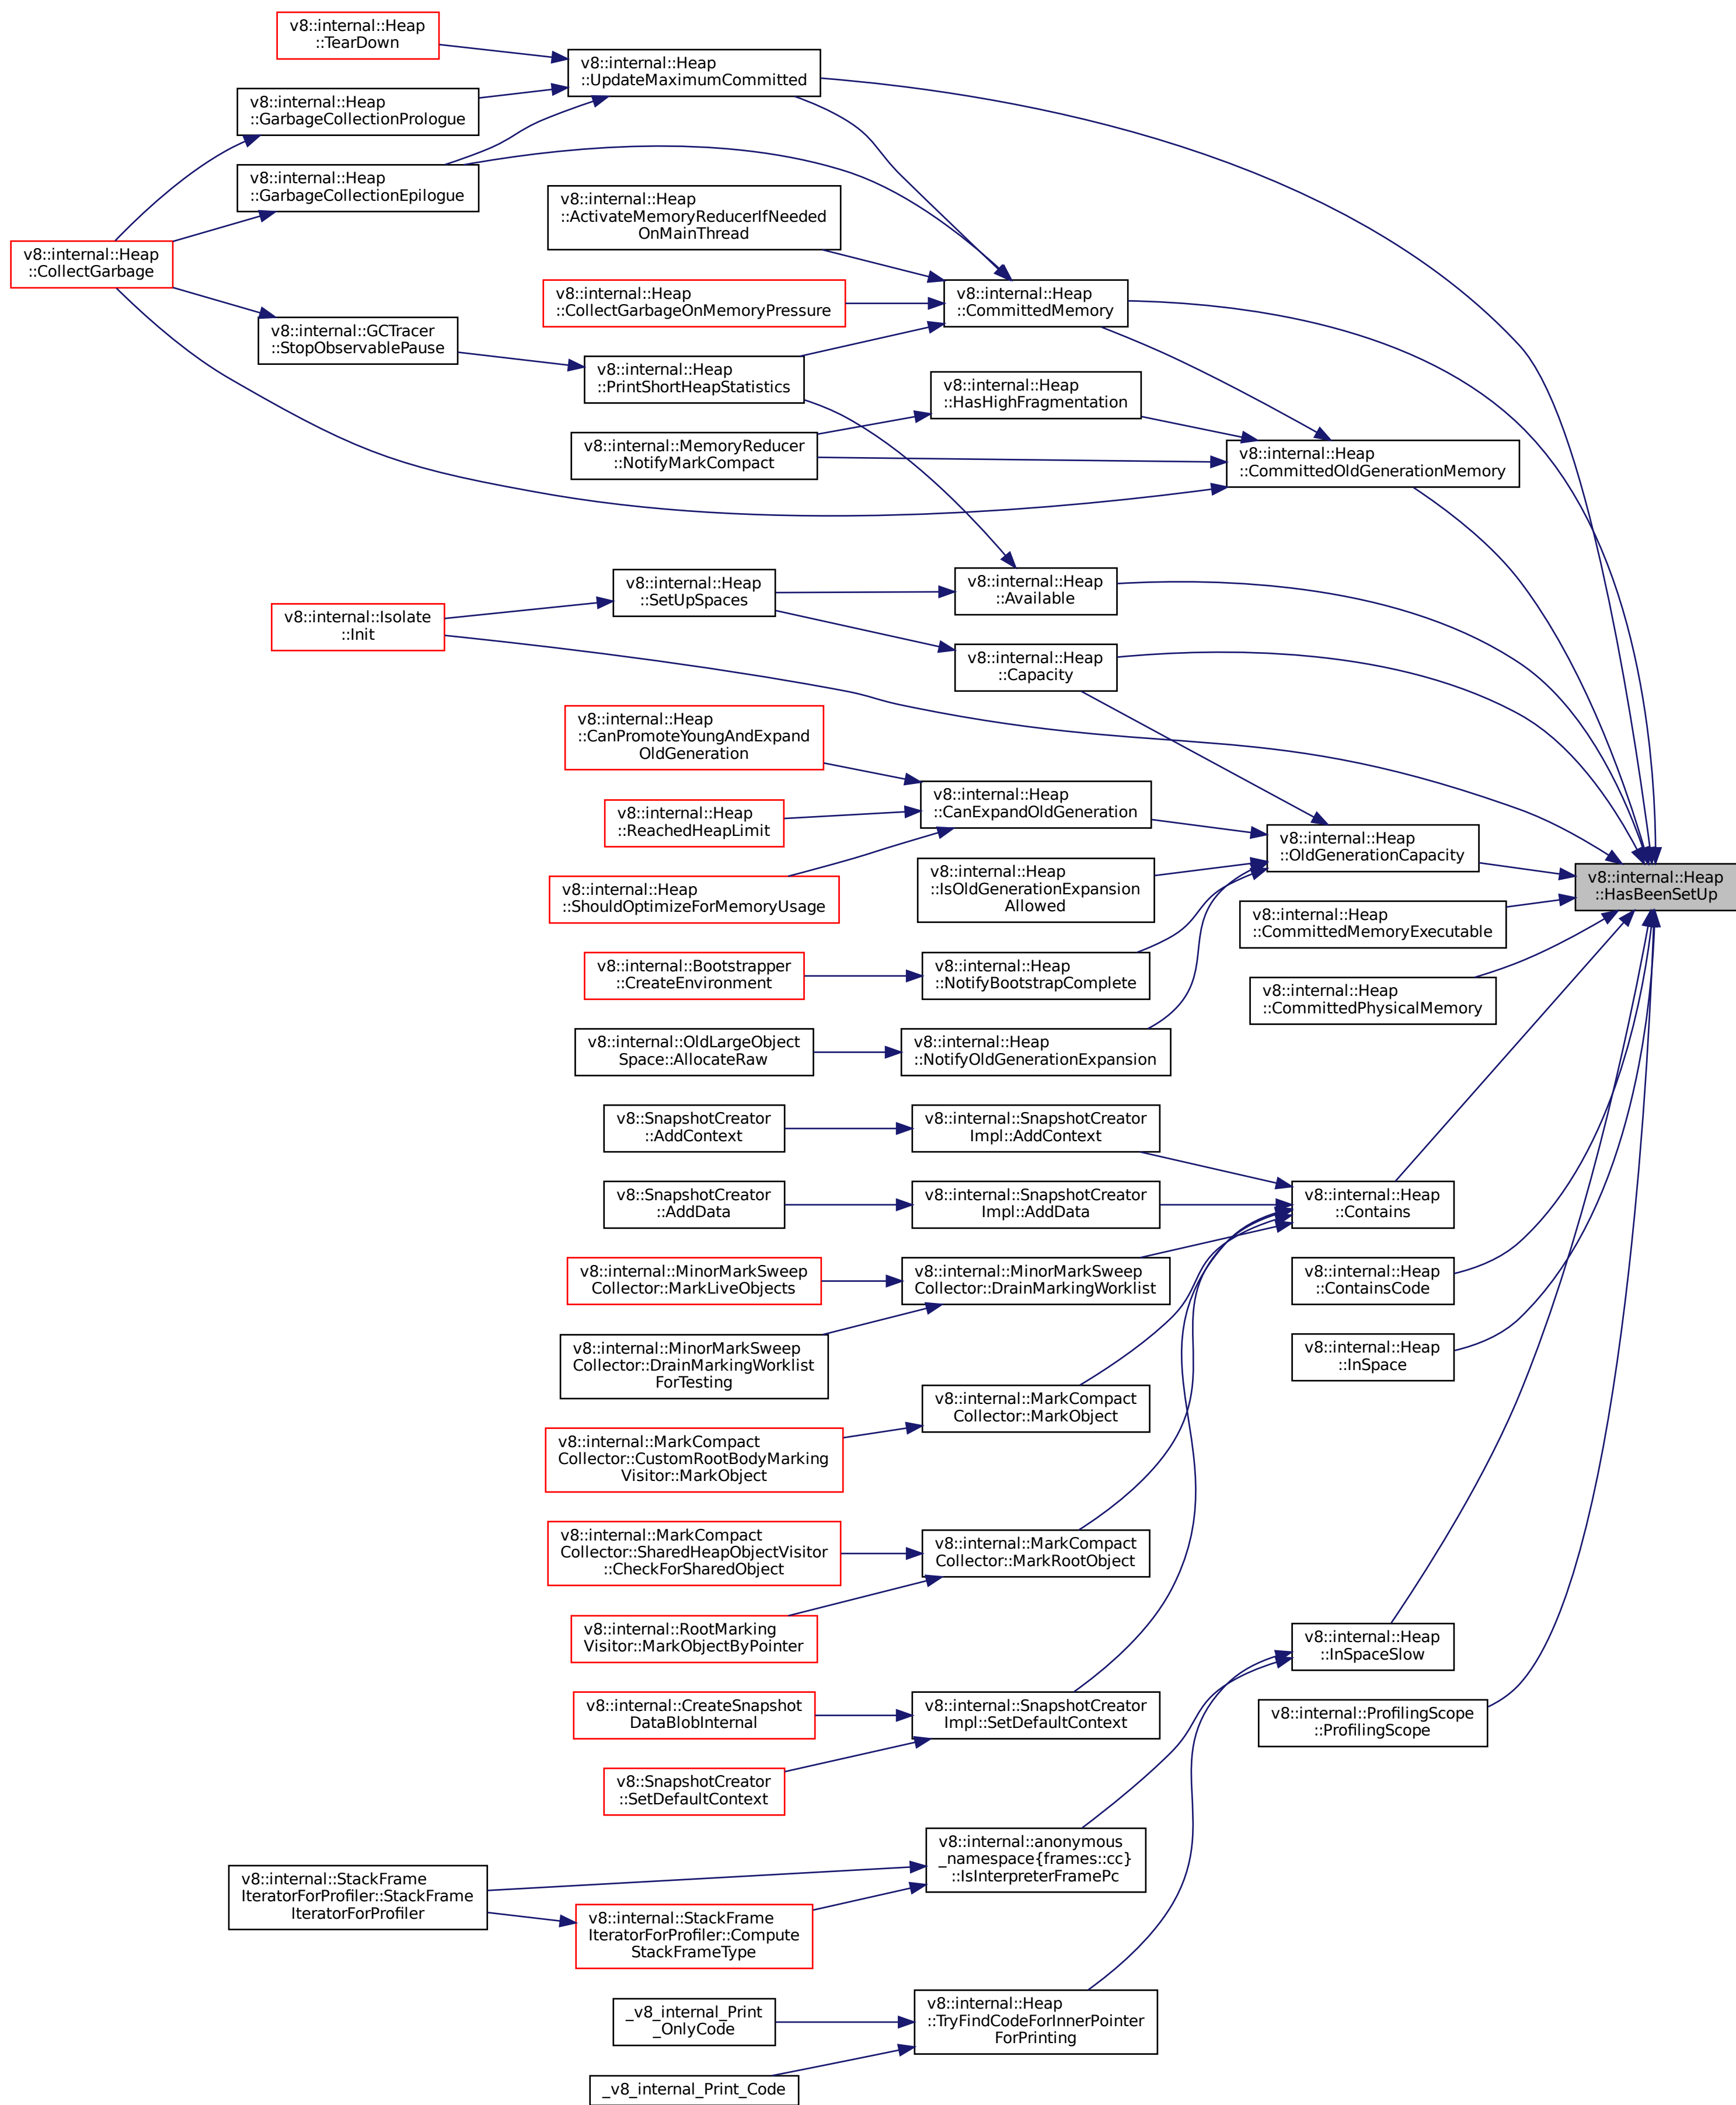 v8::internal::Heap
::TearDown
v8::internal::Heap
::UpdateMaximumCommitted
v8::internal::Heap
::GarbageCollectionPrologue
v8::internal::Heap
::GarbageCollectionEpilogue
v8::internal::Heap
::ActivateMemoryReducerIfNeeded
OnMainThread
v8::internal::Heap
::CollectGarbage
v8::internal::Heap
::CollectGarbageOnMemoryPressure
v8::internal::Heap
::CommittedMemory
v8::internal::GCTracer
::StopObservablePause
v8::internal::Heap
::PrintShortHeapStatistics
v8::internal::Heap
::HasHighFragmentation
v8::internal::MemoryReducer
::NotifyMarkCompact
v8::internal::Heap
::CommittedOldGenerationMemory
v8::internal::Heap
::SetUpSpaces
v8::internal::Heap
::Available
v8::internal::Isolate
::Init
v8::internal::Heap
::Capacity
v8::internal::Heap
::CanPromoteYoungAndExpand
OldGeneration
v8::internal::Heap
::CanExpandOldGeneration
v8::internal::Heap
::ReachedHeapLimit
v8::internal::Heap
::OldGenerationCapacity
v8::internal::Heap
::ShouldOptimizeForMemoryUsage
v8::internal::Heap
::IsOldGenerationExpansion
Allowed
v8::internal::Heap
::HasBeenSetUp
v8::internal::Heap
::CommittedMemoryExecutable
v8::internal::Bootstrapper
::CreateEnvironment
v8::internal::Heap
::NotifyBootstrapComplete
v8::internal::Heap
::CommittedPhysicalMemory
v8::internal::OldLargeObject
Space::AllocateRaw
v8::internal::Heap
::NotifyOldGenerationExpansion
v8::SnapshotCreator
::AddContext
v8::internal::SnapshotCreator
Impl::AddContext
v8::SnapshotCreator
::AddData
v8::internal::SnapshotCreator
Impl::AddData
v8::internal::Heap
::Contains
v8::internal::MinorMarkSweep
Collector::MarkLiveObjects
v8::internal::MinorMarkSweep
Collector::DrainMarkingWorklist
v8::internal::Heap
::ContainsCode
v8::internal::MinorMarkSweep
Collector::DrainMarkingWorklist
ForTesting
v8::internal::Heap
::InSpace
v8::internal::MarkCompact
Collector::MarkObject
v8::internal::MarkCompact
Collector::CustomRootBodyMarking
Visitor::MarkObject
v8::internal::MarkCompact
Collector::SharedHeapObjectVisitor
::CheckForSharedObject
v8::internal::MarkCompact
Collector::MarkRootObject
v8::internal::RootMarking
Visitor::MarkObjectByPointer
v8::internal::Heap
::InSpaceSlow
v8::internal::CreateSnapshot
DataBlobInternal
v8::internal::SnapshotCreator
Impl::SetDefaultContext
v8::internal::ProfilingScope
::ProfilingScope
v8::SnapshotCreator
::SetDefaultContext
v8::internal::anonymous
_namespace{frames::cc}
::IsInterpreterFramePc
v8::internal::StackFrame
IteratorForProfiler::StackFrame
IteratorForProfiler
v8::internal::StackFrame
IteratorForProfiler::Compute
StackFrameType
_v8_internal_Print
_OnlyCode
v8::internal::Heap
::TryFindCodeForInnerPointer
ForPrinting
_v8_internal_Print_Code